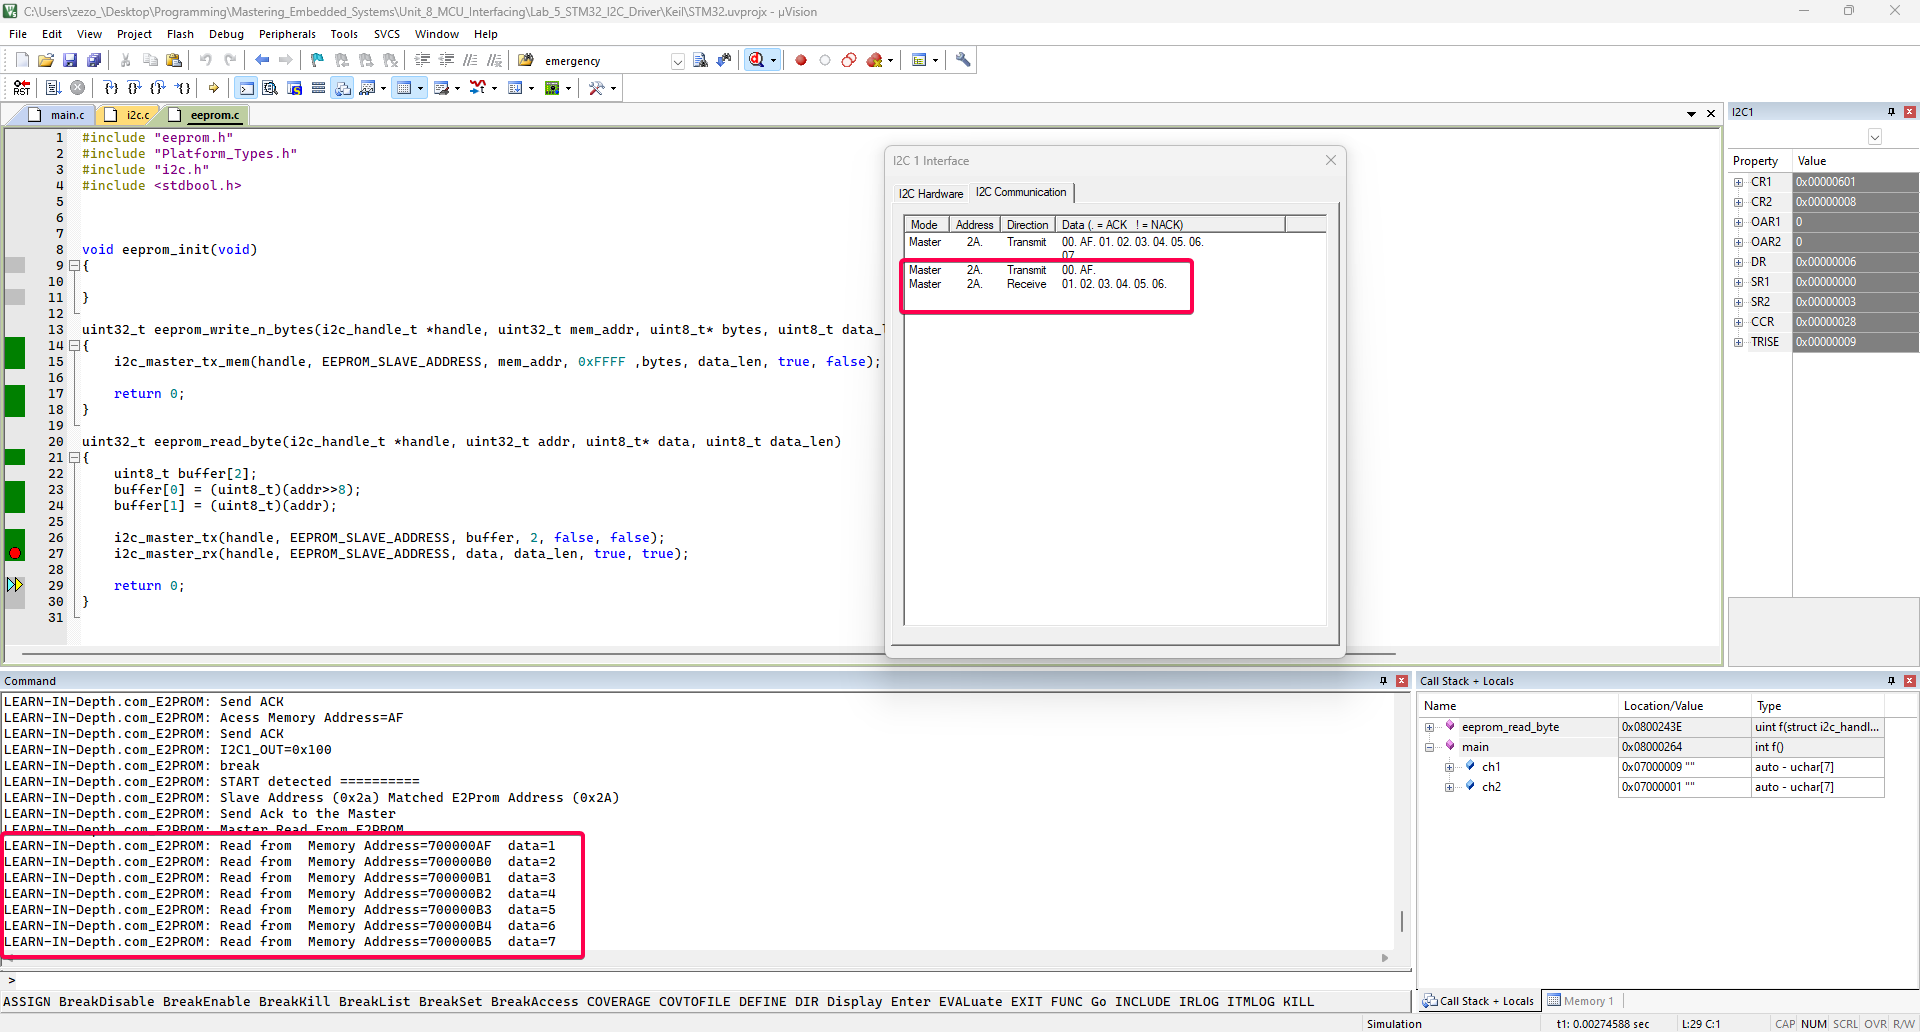 C:\Users\zezo_\Desktop\Programming\Mastering_Embedded_Systems\Unit_8_MCU_Interfacing\Lab_5_STM32_I2C_Driver\Keil\STM32.uvprojx - µVision
File Edit View Project Flash Debug Peripherals Tools SVCS Window Help
emergency
RST
main.c i2c.c eeprom.c
1 #include "eeprom.h"
2 #include "Platform_Types.h"
3 #include "i2c.h"
4 #include <stdbool.h>
5
6
7
8 void eeprom_init(void)
9 {
10
11 }
12
13 uint32_t eeprom_write_n_bytes(i2c_handle_t *handle, uint32_t mem_addr, uint8_t* bytes, uint8_t data_l
14 {
15 i2c_master_tx_mem(handle, EEPROM_SLAVE_ADDRESS, mem_addr, 0xFFFF ,bytes, data_len, true, false);
16
17 return 0;
18 }
19
20 uint32_t eeprom_read_byte(i2c_handle_t *handle, uint32_t addr, uint8_t* data, uint8_t data_len)
21 {
22 uint8_t buffer[2];
23 buffer[0] = (uint8_t)(addr>>8);
24 buffer[1] = (uint8_t)(addr);
25
26 i2c_master_tx(handle, EEPROM_SLAVE_ADDRESS, buffer, 2, false, false);
27 i2c_master_rx(handle, EEPROM_SLAVE_ADDRESS, data, data_len, true, true);
28
29 return 0;
30 }
31
I2C 1 Interface
I2C Hardware I2C Communication
Mode Address Direction Data (. = ACK ! = NACK)
Master 2A. Transmit 00. AF. 01. 02. 03. 04. 05. 06.
07.
Master 2A. Transmit 00. AF.
Master 2A. Receive 01. 02. 03. 04. 05. 06.
I2C1
Property Value
CR1 0x00000601
CR2 0x00000008
OAR1 0
OAR2 0
DR 0x00000006
SR1 0x00000000
SR2 0x00000003
CCR 0x00000028
TRISE 0x00000009
Command
LEARN-IN-Depth.com_E2PROM: Send ACK
LEARN-IN-Depth.com_E2PROM: Acess Memory Address=AF
LEARN-IN-Depth.com_E2PROM: Send ACK
LEARN-IN-Depth.com_E2PROM: I2C1_OUT=0x100
LEARN-IN-Depth.com_E2PROM: break
LEARN-IN-Depth.com_E2PROM: START detected ==========
LEARN-IN-Depth.com_E2PROM: Slave Address (0x2a) Matched E2Prom Address (0x2A)
LEARN-IN-Depth.com_E2PROM: Send Ack to the Master
LEARN-IN-Depth.com_E2PROM: Master Read From E2PROM
LEARN-IN-Depth.com_E2PROM: Read from Memory Address=700000AF data=1
LEARN-IN-Depth.com_E2PROM: Read from Memory Address=700000B0 data=2
LEARN-IN-Depth.com_E2PROM: Read from Memory Address=700000B1 data=3
LEARN-IN-Depth.com_E2PROM: Read from Memory Address=700000B2 data=4
LEARN-IN-Depth.com_E2PROM: Read from Memory Address=700000B3 data=5
LEARN-IN-Depth.com_E2PROM: Read from Memory Address=700000B4 data=6
LEARN-IN-Depth.com_E2PROM: Read from Memory Address=700000B5 data=7
>
ASSIGN BreakDisable BreakEnable BreakKill BreakList BreakSet BreakAccess COVERAGE COVTOFILE DEFINE DIR Display Enter EVALuate EXIT FUNC Go INCLUDE IRLOG ITMLOG KILL
Call Stack + Locals
Name Location/Value Type
eeprom_read_byte 0x0800243E uint f(struct i2c_handl...
main 0x08000264 int f()
ch1 0x07000009 "" auto - uchar[7]
ch2 0x07000001 "" auto - uchar[7]
Call Stack + Locals Memory 1
Simulation t1: 0.00274588 sec L:29 C:1 CAP NUM SCRL OVR R/W